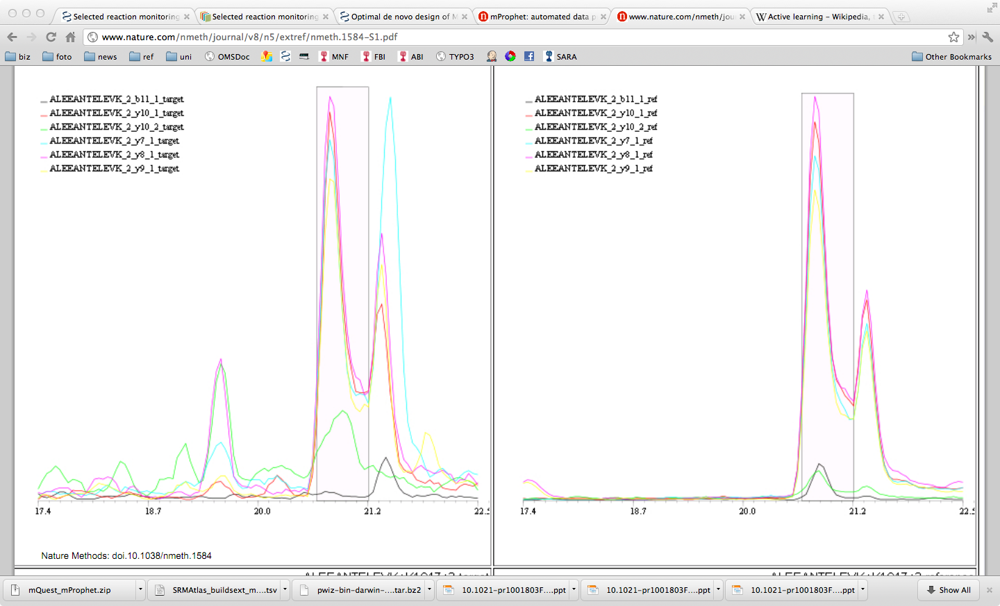 Selected reaction monitoring
Selected reaction monitoring
Optimal de novo design of M
mProphet: automated data p
www.nature.com/nmeth/jou
Active learning – Wikipedia,
www.nature.com/nmeth/journal/v8/n5/extref/nmeth.1584-S1.pdf
biz
foto
news
ref
uni
OMSDoc
MNF
FBI
ABI
TYPO3
SARA
Other Bookmarks
ALEEANTELEVK_2_b11_1_target
ALEEANTELEVK_2_y10_1_target
ALEEANTELEVK_2_y10_2_target
ALEEANTELEVK_2_y7_1_target
ALEEANTELEVK_2_y8_1_target
ALEEANTELEVK_2_y9_1_target
17.4 18.7 20.0 21.2 22.5
ALEEANTELEVK_2_b11_1_ref
ALEEANTELEVK_2_y10_1_ref
ALEEANTELEVK_2_y10_2_ref
ALEEANTELEVK_2_y7_1_ref
ALEEANTELEVK_2_y8_1_ref
ALEEANTELEVK_2_y9_1_ref
17.4 18.7 20.0 21.2 22.5
Nature Methods: doi.10.1038/nmeth.1584
mQuest_mProphet.zip
SRMAtlas_buildsext_m....tsv
pwiz-bin-darwin-....tar.bz2
10.1021-pr1001803F....ppt
10.1021-pr1001803F....ppt
10.1021-pr1001803F....ppt
Show All